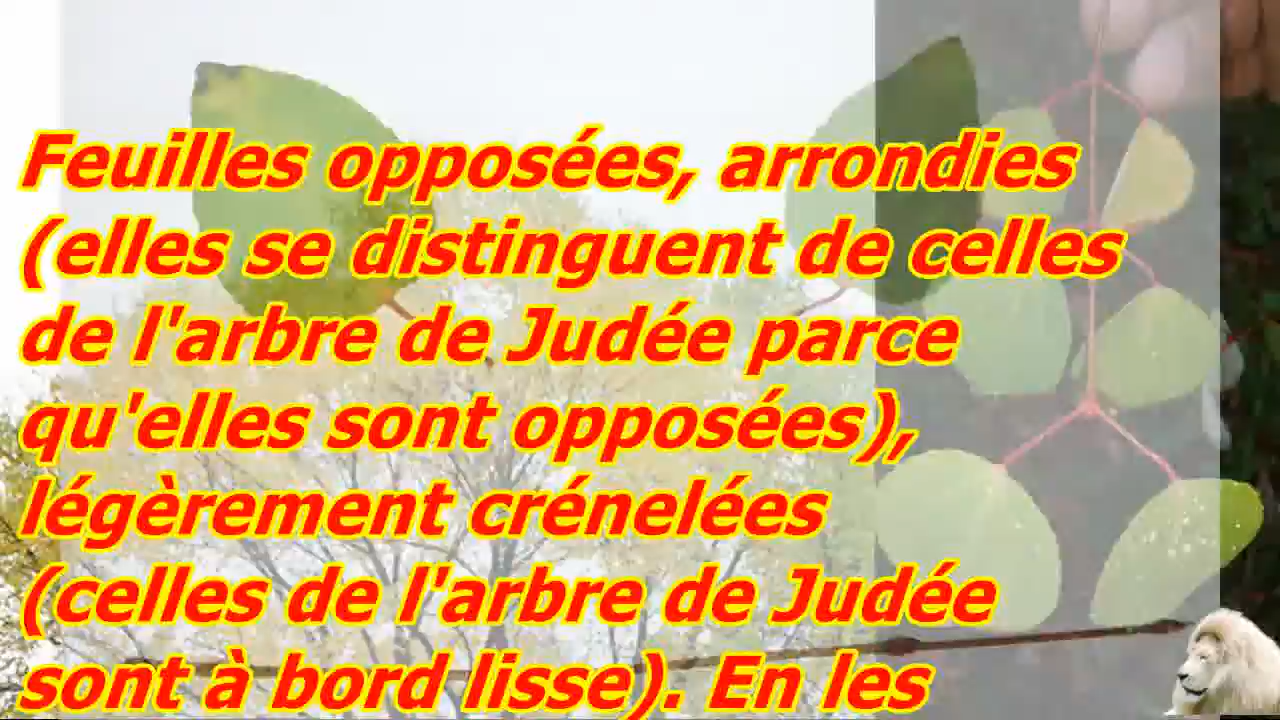 Feuilles opposées, arrondies
(elles se distinguent de celles
de l'arbre de Judée parce
qu'elles sont opposées),
légèrement crénelées
(celles de l'arbre de Judée
sont à bord lisse). En les